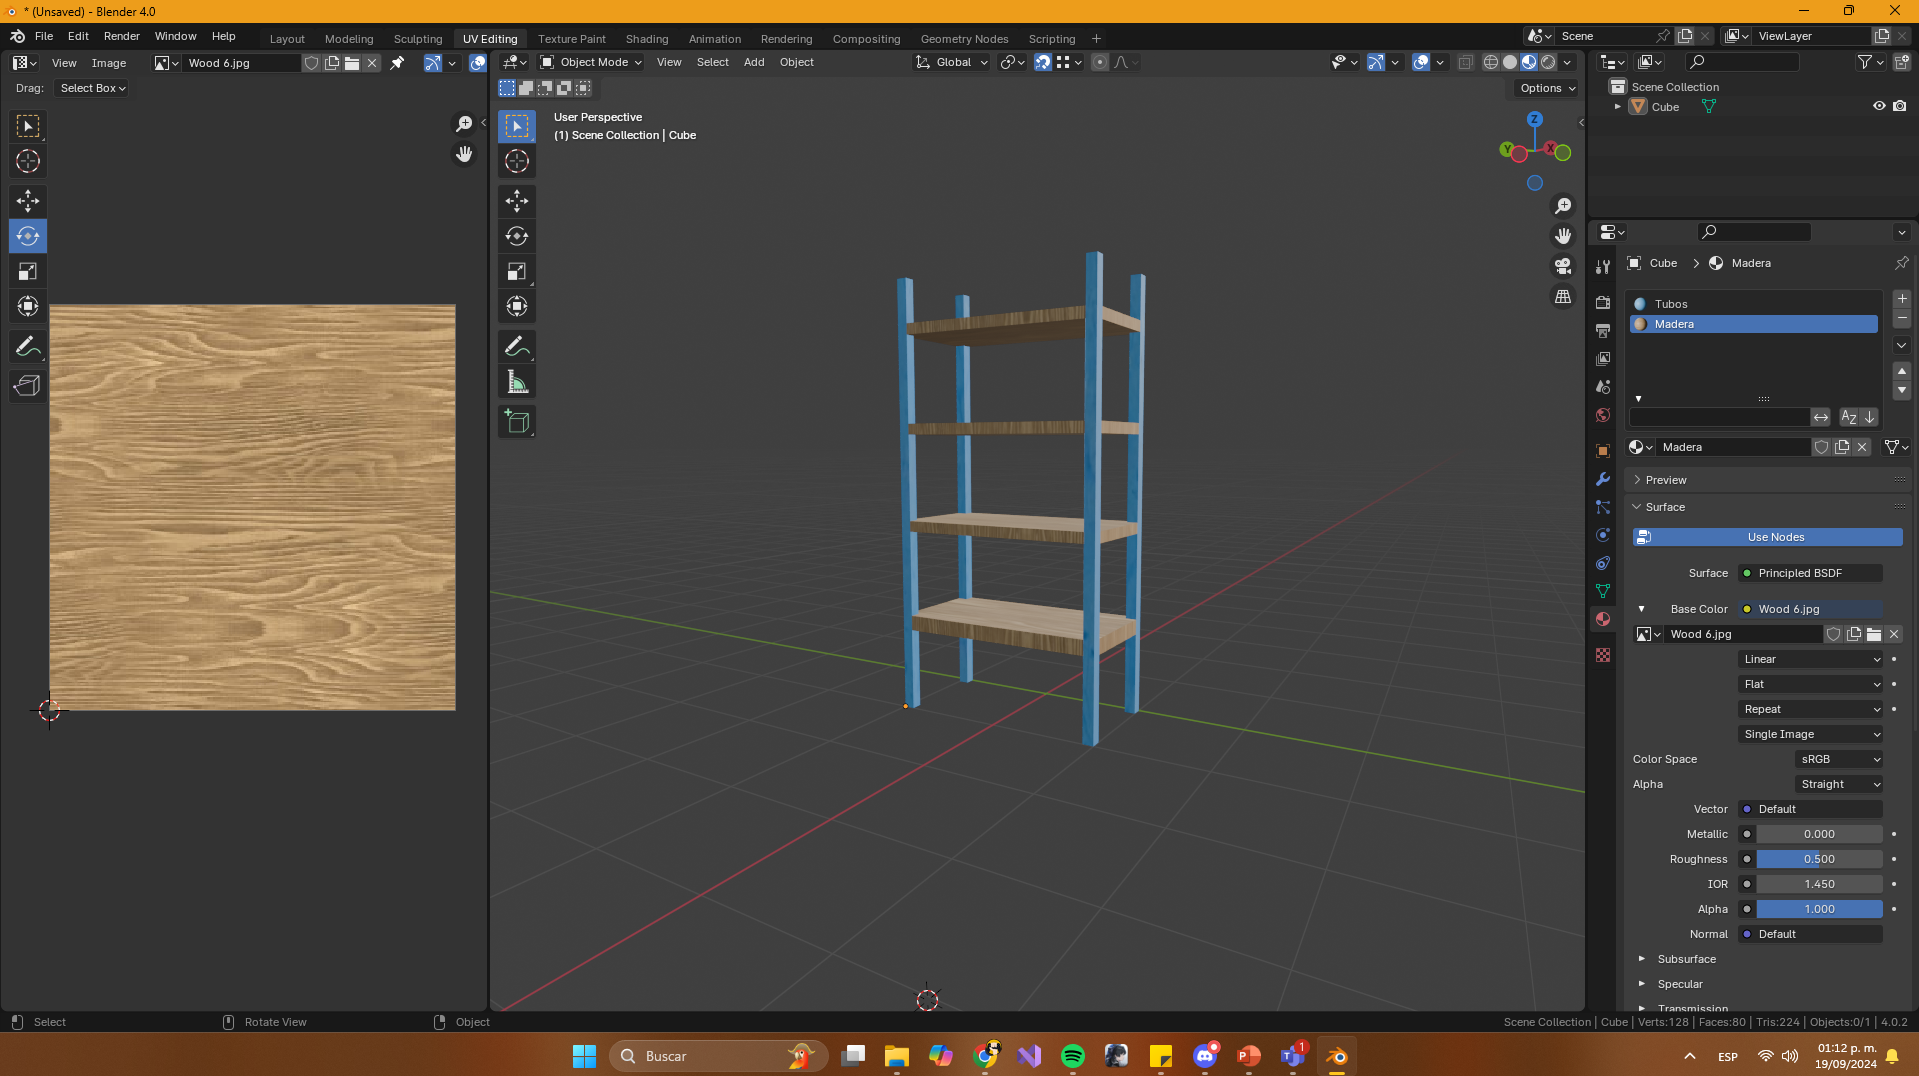 * (Unsaved) - Blender 4.0
File Edit Render Window Help
Layout Modeling Sculpting UV Editing Texture Paint Shading Animation Rendering Compositing Geometry Nodes Scripting +
Scene
ViewLayer
View Image
Wood 6.jpg
Object Mode
View Select Add Object
Global
Drag: Select Box
Options
User Perspective
(1) Scene Collection | Cube
Z
Y
X
Scene Collection
Cube
Cube > Madera
Tubos
Madera
Madera
Preview
Surface
Use Nodes
Surface Principled BSDF
Base Color Wood 6.jpg
Wood 6.jpg
Linear
Flat
Repeat
Single Image
Color Space sRGB
Alpha Straight
Vector Default
Metallic 0.000
Roughness 0.500
IOR 1.450
Alpha 1.000
Normal Default
Subsurface
Specular
Transmission
Select
Rotate View
Object
Scene Collection | Cube | Verts:128 | Faces:80 | Tris:224 | Objects:0/1 | 4.0.2
Buscar
1
ESP
01:12 p. m.
19/09/2024